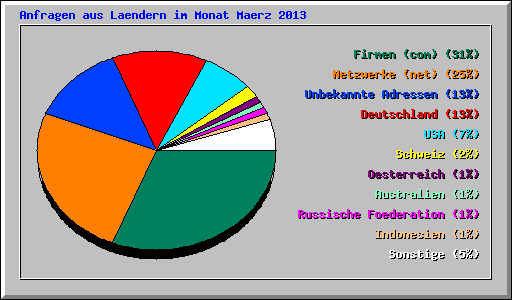 Anfragen aus Laendern im Monat Maerz 2013
Firmen (com) (31%)
Netzwerke (net) (25%)
Unbekannte Adressen (13%)
Deutschland (13%)
USA (7%)
Schweiz (2%)
Oesterreich (1%)
Australien (1%)
Russische Foederation (1%)
Indonesien (1%)
Sonstige (5%)